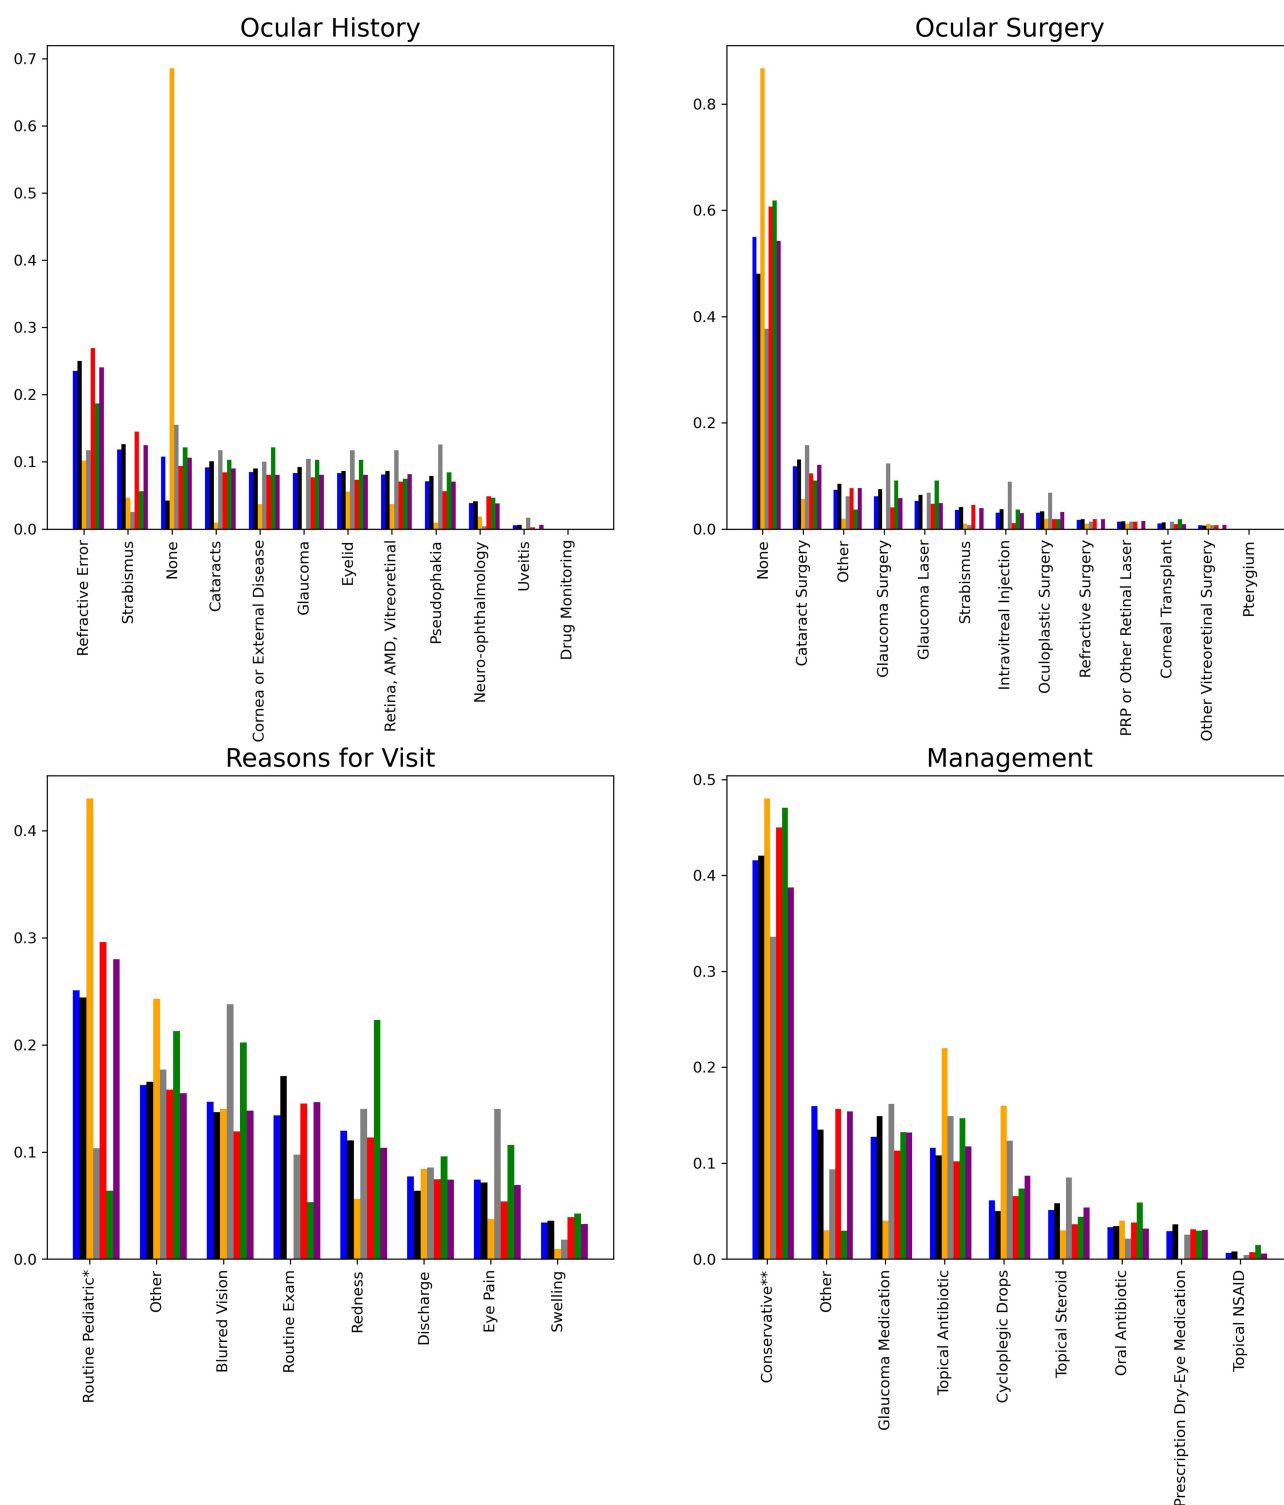 Ocular History
0.7
0.6
0.5
0.4
0.3
0.2
0.1
0.0
Refractive Error
Strabismus
None
Cataracts
Cornea or External Disease
Glaucoma
Eyelid
Retina, AMD, Vitreoretinal
Pseudophakia
Neuro-ophthalmology
Uveitis
Drug Monitoring
Ocular Surgery
0.8
0.6
0.4
0.2
0.0
None
Cataract Surgery
Other
Glaucoma Surgery
Glaucoma Laser
Strabismus
Intravitreal Injection
Oculoplastic Surgery
Refractive Surgery
PRP or Other Retinal Laser
Corneal Transplant
Other Vitreoretinal Surgery
Pterygium
Reasons for Visit
0.4
0.3
0.2
0.1
0.0
Routine Pediatric*
Other
Blurred Vision
Routine Exam
Redness
Discharge
Eye Pain
Swelling
Management
0.5
0.4
0.3
0.2
0.1
0.0
Conservative**
Other
Glaucoma Medication
Topical Antibiotic
Cycloplegic Drops
Topical Steroid
Oral Antibiotic
Prescription Dry-Eye Medication
Topical NSAID